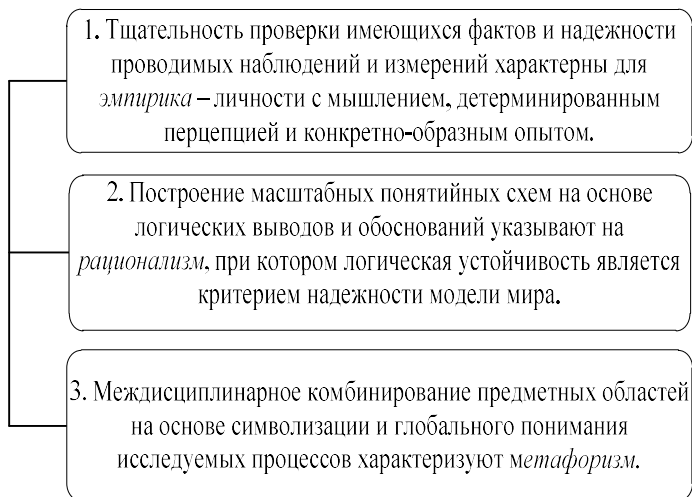 1. Тщательность проверки имеющихся фактов и надежности
проводимых наблюдений и измерений характерны для
эмпирика – личности с мышлением, детерминированным
перцепцией и конкретно-образным опытом.
2. Построение масштабных понятийных схем на основе
логических выводов и обоснований указывают на
рационализм, при котором логическая устойчивость является
критерием надежности модели мира.
3. Междисциплинарное комбинирование предметных областей
на основе символизации и глобального понимания
исследуемых процессов характеризуют метафоризм.